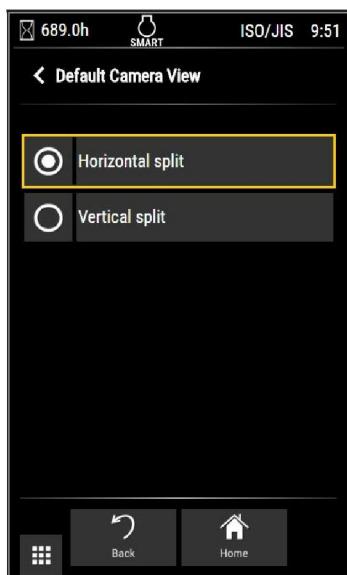 689.0h SMART ISO/JIS 9:51
Default Camera View
Horizontal split
Vertical split
Back Home